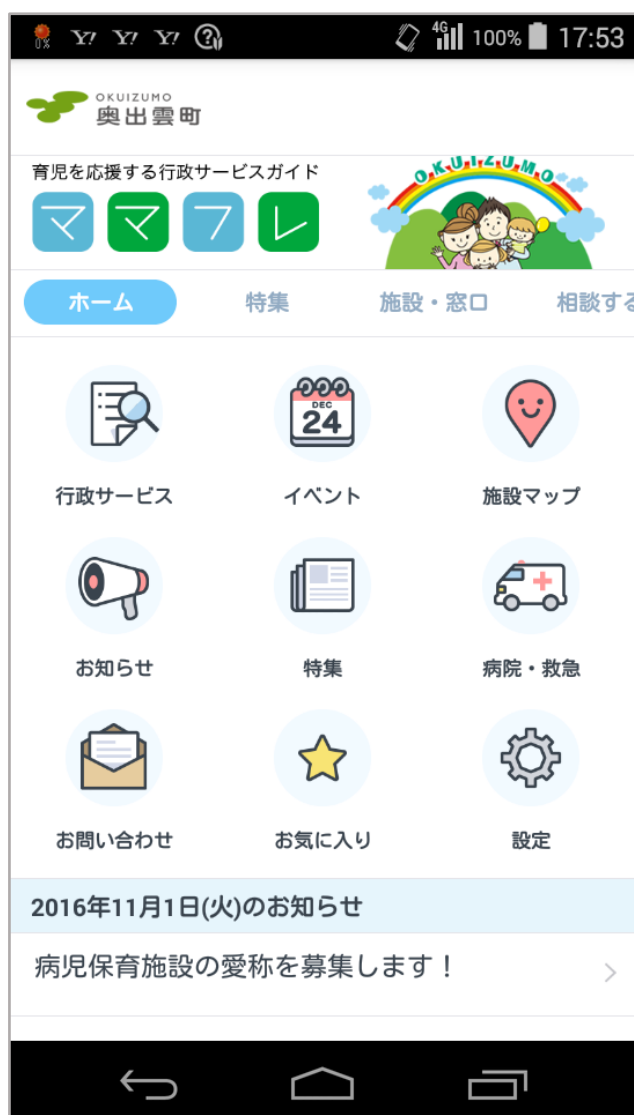 0%
Y!
Y!
Y!
4G
100%
17:53
OKUIZUMO
奥出雲町
育児を応援する行政サービスガイド
ママフレ
OKUIZUMO
ホーム
特集
施設・窓口
相談する
DEC
24
行政サービス
イベント
施設マップ
お知らせ
特集
病院・救急
お問い合わせ
お気に入り
設定
2016年11月1日(火)のお知らせ
病児保育施設の愛称を募集します！